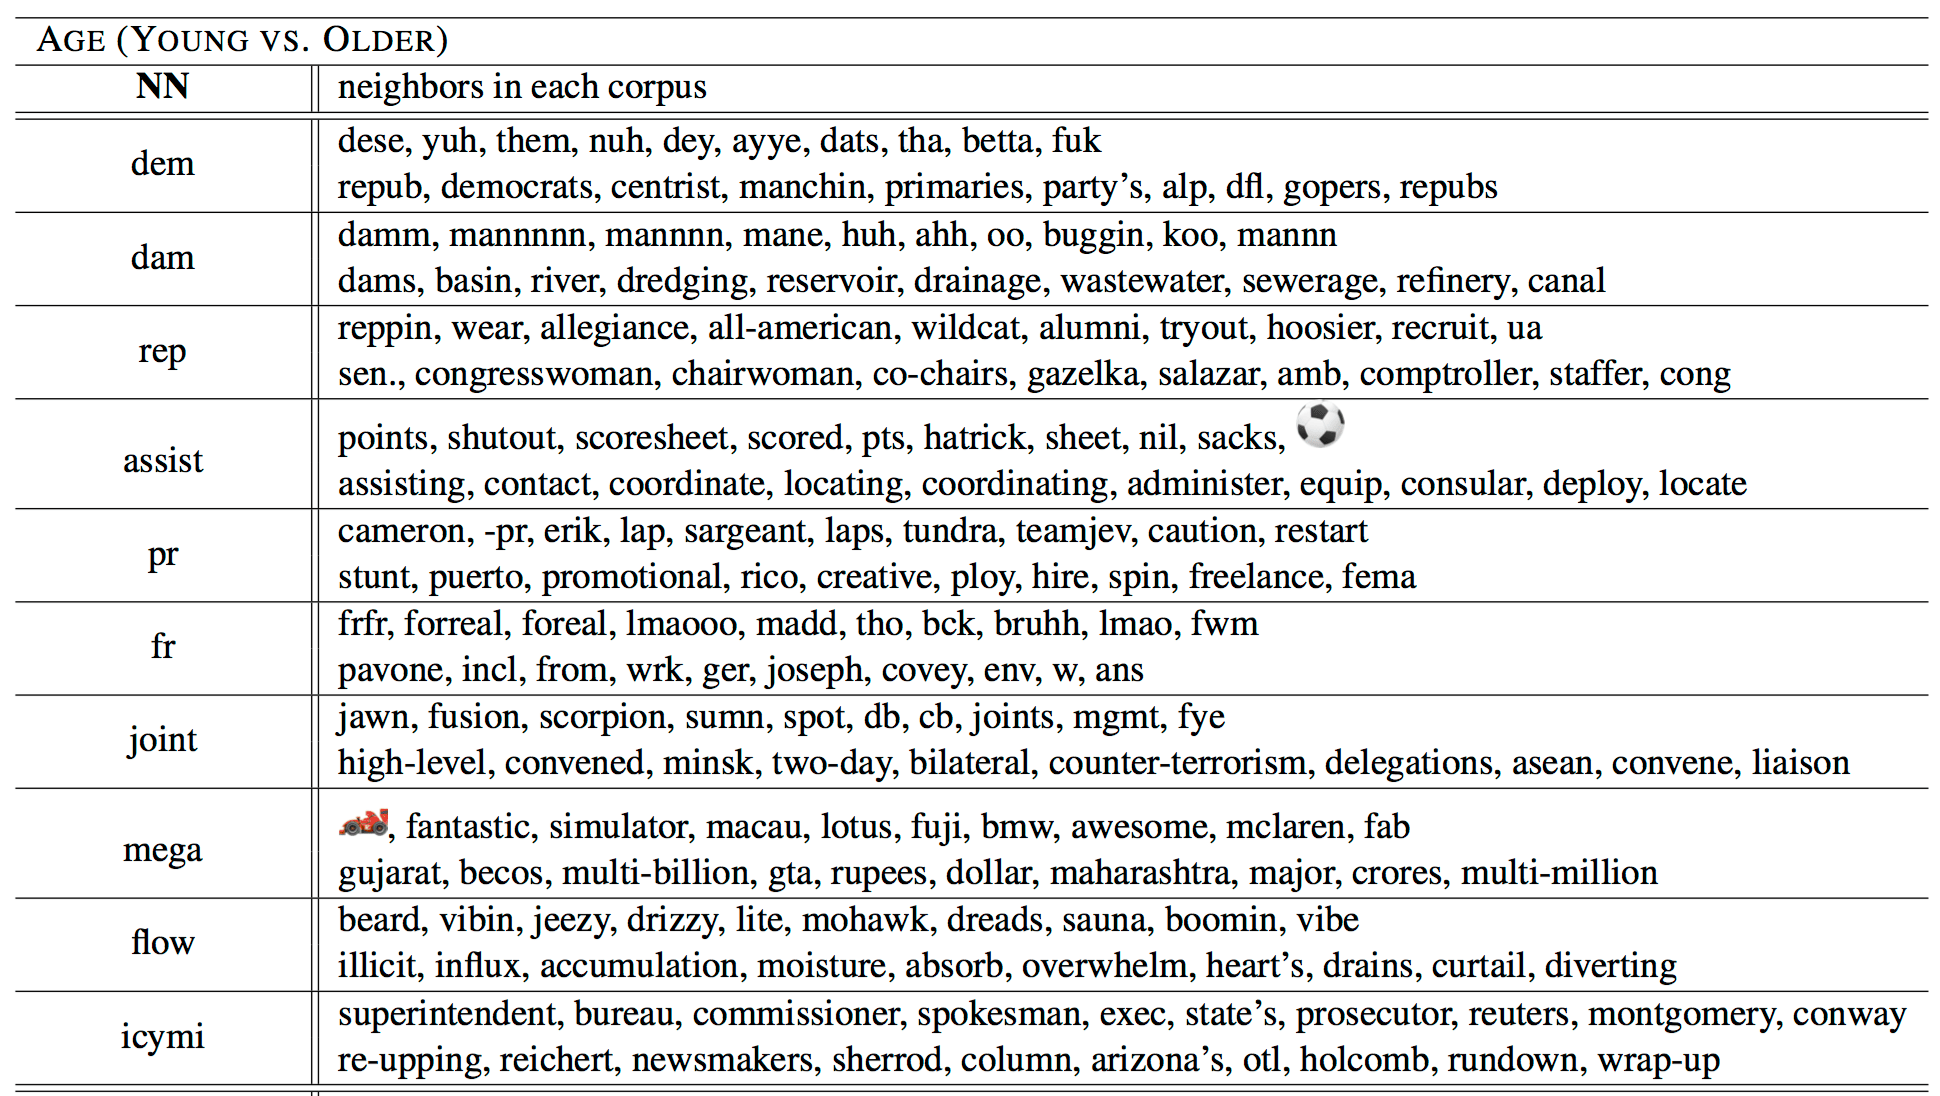 AGE (YOUNG VS. OLDER)
NN neighbors in each corpus
dem
dese, yuh, them, nuh, dey, ayye, dats, tha, betta, fuk
repub, democrats, centrist, manchin, primaries, party’s, alp, dfl, gopers, repubs
dam
damm, mannnnn, mannnn, mane, huh, ahh, oo, buggin, koo, mannn
dams, basin, river, dredging, reservoir, drainage, wastewater, sewerage, refinery, canal
rep
reppin, wear, allegiance, all-american, wildcat, alumni, tryout, hoosier, recruit, ua
sen., congresswoman, chairwoman, co-chairs, gazelka, salazar, amb, comptroller, staffer, cong
assist
points, shutout, scoresheet, scored, pts, hatrick, sheet, nil, sacks, ⚽
assisting, contact, coordinate, locating, coordinating, administer, equip, consular, deploy, locate
pr
cameron, -pr, erik, lap, sargeant, laps, tundra, teamjev, caution, restart
stunt, puerto, promotional, rico, creative, ploy, hire, spin, freelance, fema
fr
frfr, forreal, foreal, lmaooo, madd, tho, bck, bruhh, lmao, fwm
pavone, incl, from, wrk, ger, joseph, covey, env, w, ans
joint
jawn, fusion, scorpion, sumn, spot, db, cb, joints, mgmt, fye
high-level, convened, minsk, two-day, bilateral, counter-terrorism, delegations, asean, convene, liaison
mega
🏎, fantastic, simulator, macau, lotus, fuji, bmw, awesome, mclaren, fab
gujarat, becos, multi-billion, gta, rupees, dollar, maharashtra, major, crores, multi-million
flow
beard, vibin, jeezy, drizzy, lite, mohawk, dreads, sauna, boomin, vibe
illicit, influx, accumulation, moisture, absorb, overwhelm, heart’s, drains, curtail, diverting
icymi
superintendent, bureau, commissioner, spokesman, exec, state’s, prosecutor, reuters, montgomery, conway
re-upping, reichert, newsmakers, sherrod, column, arizona’s, otl, holcomb, rundown, wrap-up